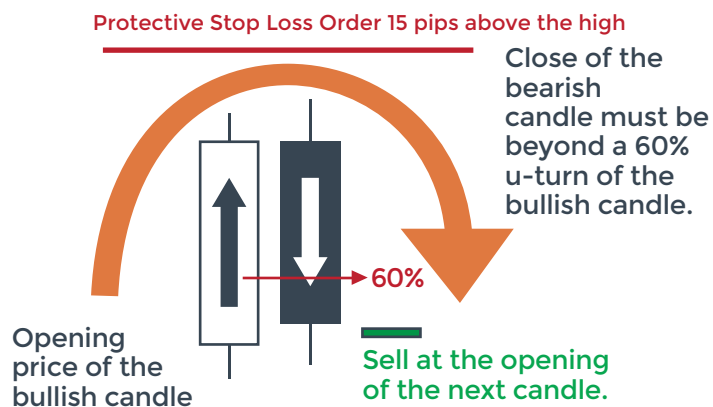 Protective Stop Loss Order 15 pips above the high
Close of the
bearish
candle must be
beyond a 60%
u-turn of the
bullish candle.
60%
Opening
price of the
bullish candle
Sell at the opening
of the next candle.